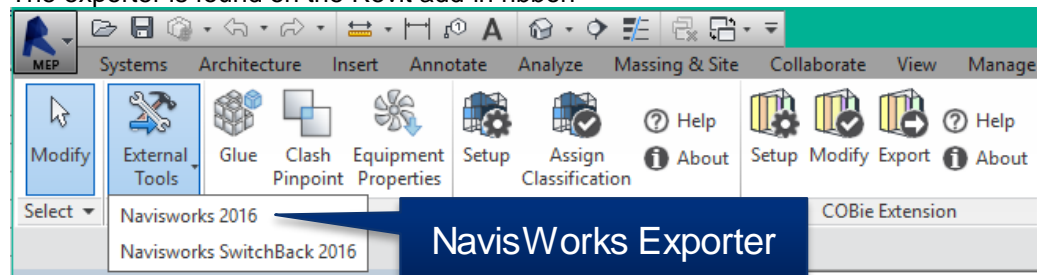 The exporter is found on the Revit add-in ribbon
MEP Systems Architecture Insert Annotate Analyze Massing & Site Collaborate View Manage
Modify
External Tools
Glue
Clash Pinpoint
Equipment Properties
Setup
Assign Classification
Help
About
Setup
Modify
Export
Help
About
Select
COBie Extension
Navisworks 2016
Navisworks SwitchBack 2016
NavisWorks Exporter